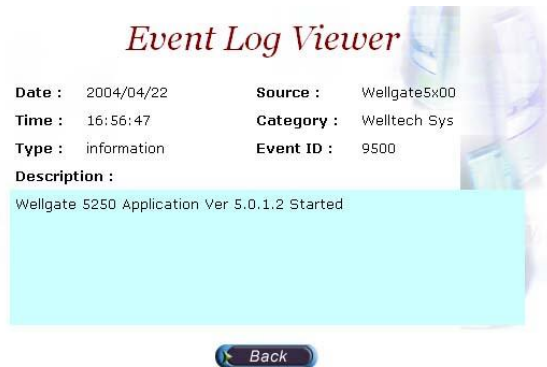 Event Log Viewer
Date : 2004/04/22 Source : Wellgate5x00
Time : 16:56:47 Category : Welltech Sys
Type : information Event ID : 9500
Description :
Wellgate 5250 Application Ver 5.0.1.2 Started
Back